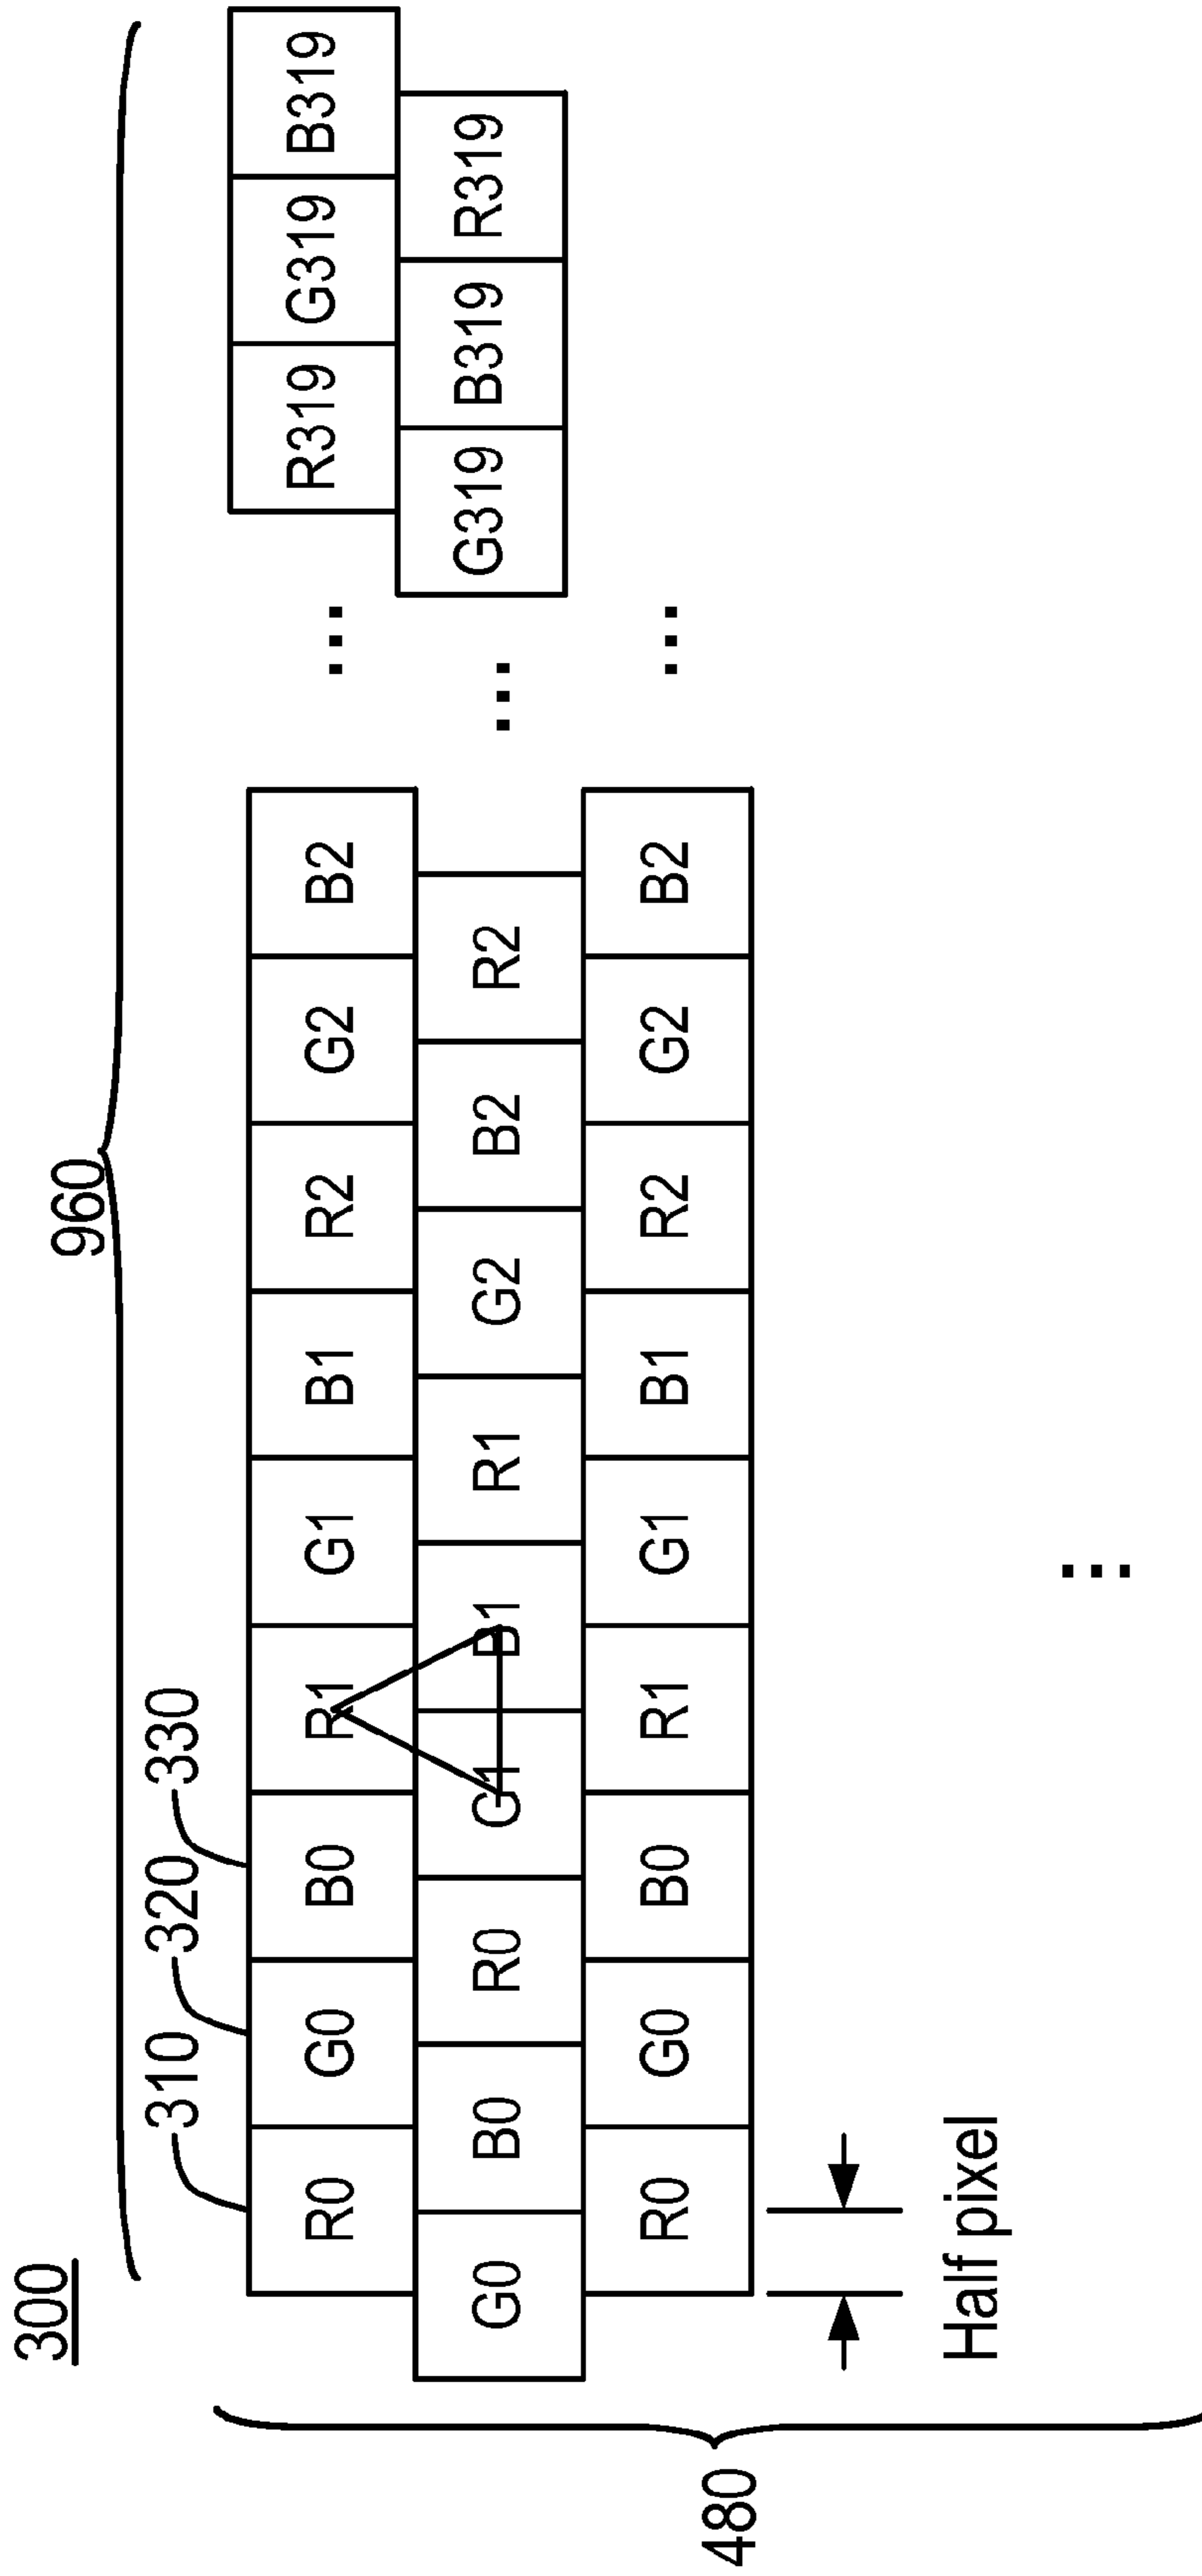 300
960
310 320 330
R0 G0 B0 R1 G1 B1 R2 G2 B2 ... R319 G319 B319
G0 B0 R0 G1 B1 R1 G2 B2 R2 ... G319 B319 R319
R0 G0 B0 R1 G1 B1 R2 G2 B2 ...
480
Half pixel
...